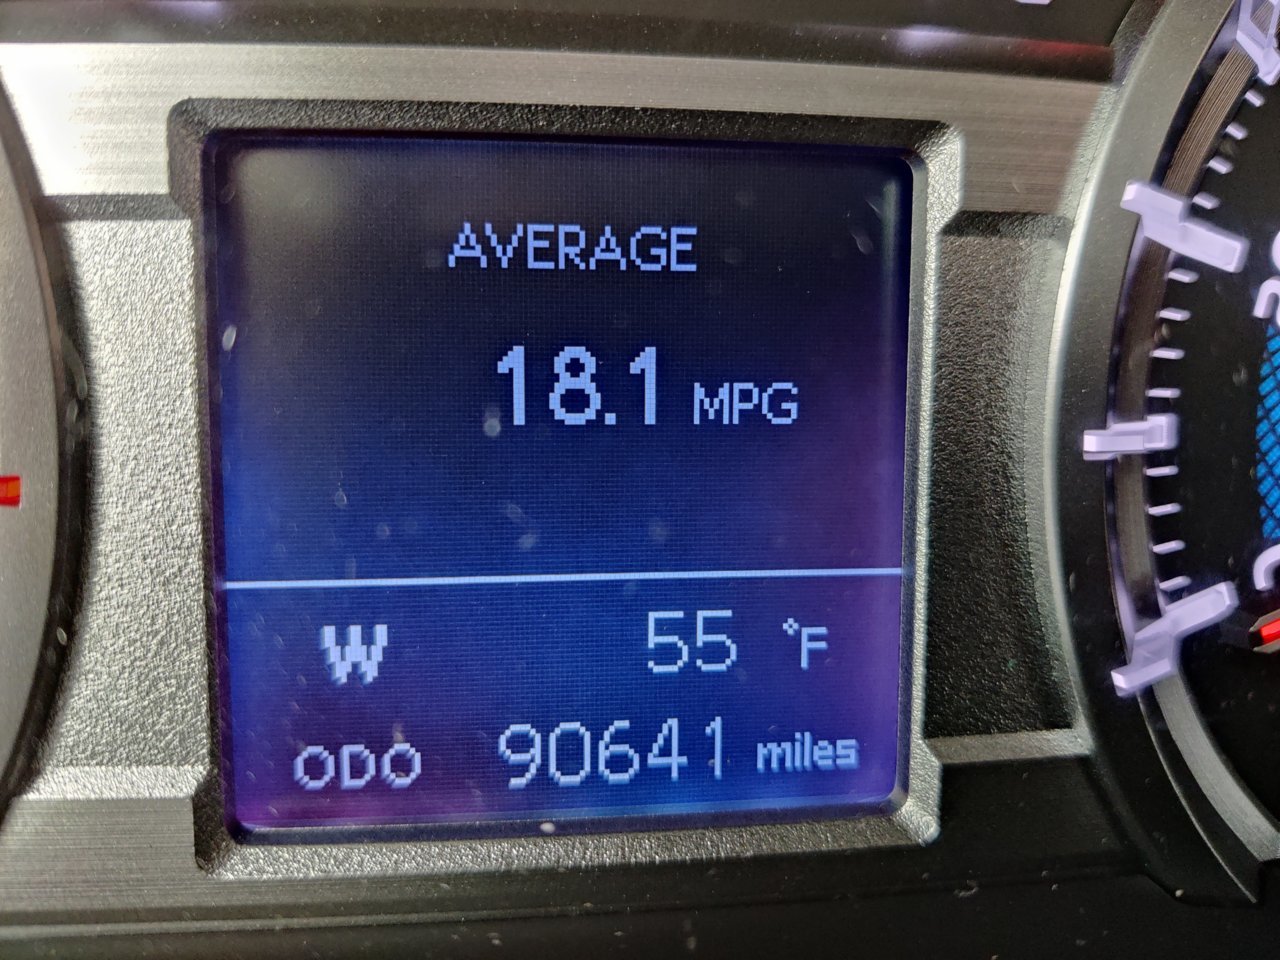 AVERAGE
18.1 MPG
W 55 °F
ODO 90641 miles